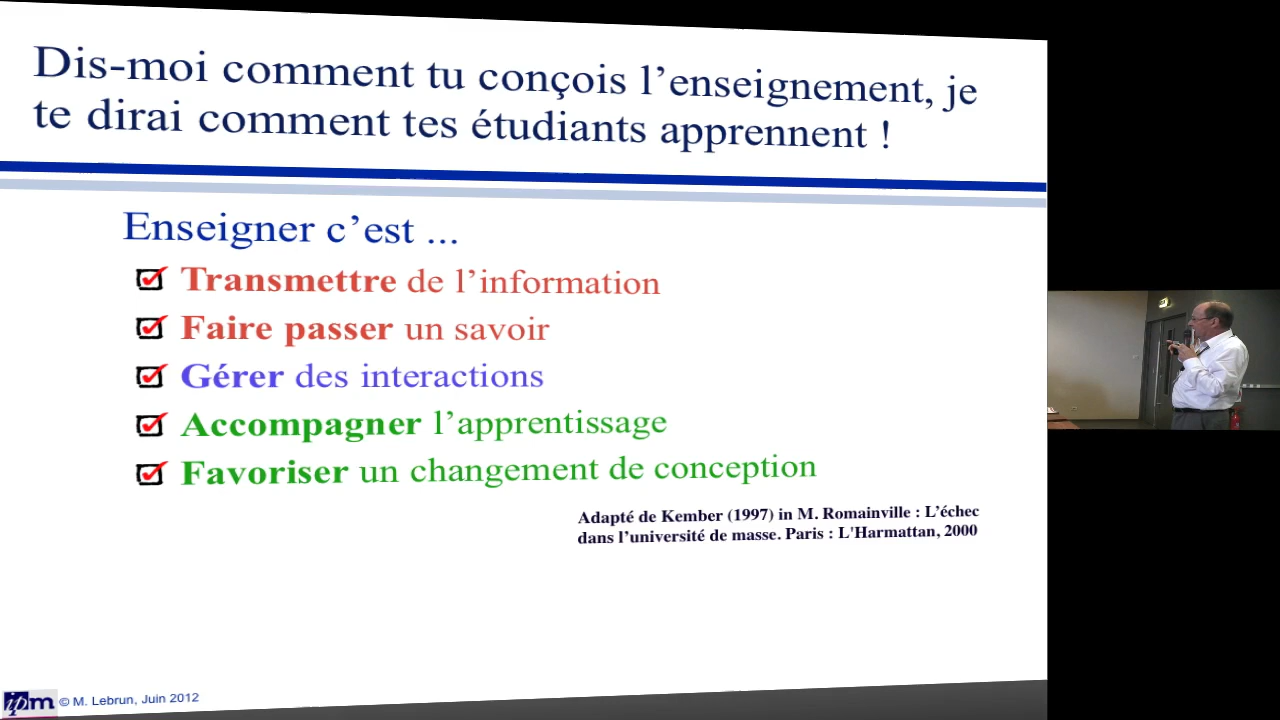 Dis-moi comment tu conçois l’enseignement, je
te dirai comment tes étudiants apprennent !
Enseigner c’est ...
Transmettre de l’information
Faire passer un savoir
Gérer des interactions
Accompagner l’apprentissage
Favoriser un changement de conception
Adapté de Kember (1997) in M. Romainville : L’échec
dans l’université de masse. Paris : L'Harmattan, 2000
ipm © M. Lebrun, Juin 2012